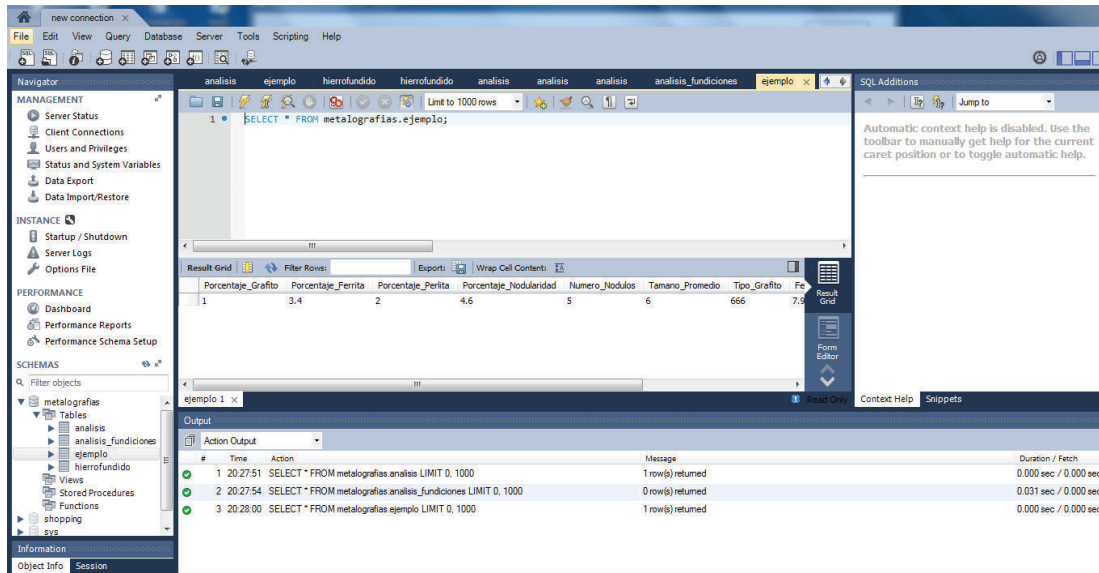 new connection ×
File Edit View Query Database Server Tools Scripting Help
Navigator
MANAGEMENT
Server Status
Client Connections
Users and Privileges
Status and System Variables
Data Export
Data Import/Restore
INSTANCE
Startup / Shutdown
Server Logs
Options File
PERFORMANCE
Dashboard
Performance Reports
Performance Schema Setup
SCHEMAS
Filter objects
metalografias
Tables
analisis
analisis_fundiciones
ejemplo
hierrofundido
Views
Stored Procedures
Functions
shopping
sys
Information
Object Info Session
analisis ejemplo hierrofundido hierrofundido analisis analisis analisis analisis_fundiciones ejemplo ×
Limit to 1000 rows
1 SELECT * FROM metalografias.ejemplo;
Result Grid Filter Rows: Export: Wrap Cell Content:
Porcentaje_Grafito Porcentaje_Ferrita Porcentaje_Perlita Porcentaje_Nodularidad Numero_Nodulos Tamano_Promedio Tipo_Grafito Fe
1 3.4 2 4.6 5 6 666 7.9
Result Grid
Form Editor
ejemplo 1 × Read Only
SQL Additions
Jump to
Automatic context help is disabled. Use the
toolbar to manually get help for the current
caret position or to toggle automatic help.
Context Help Snippets
Output
Action Output
# Time Action Message Duration / Fetch
1 20:27:51 SELECT * FROM metalografias.analisis LIMIT 0, 1000 1 row(s) returned 0.000 sec / 0.000 sec
2 20:27:54 SELECT * FROM metalografias.analisis_fundiciones LIMIT 0, 1000 0 row(s) returned 0.031 sec / 0.000 sec
3 20:28:00 SELECT * FROM metalografias.ejemplo LIMIT 0, 1000 1 row(s) returned 0.000 sec / 0.000 sec